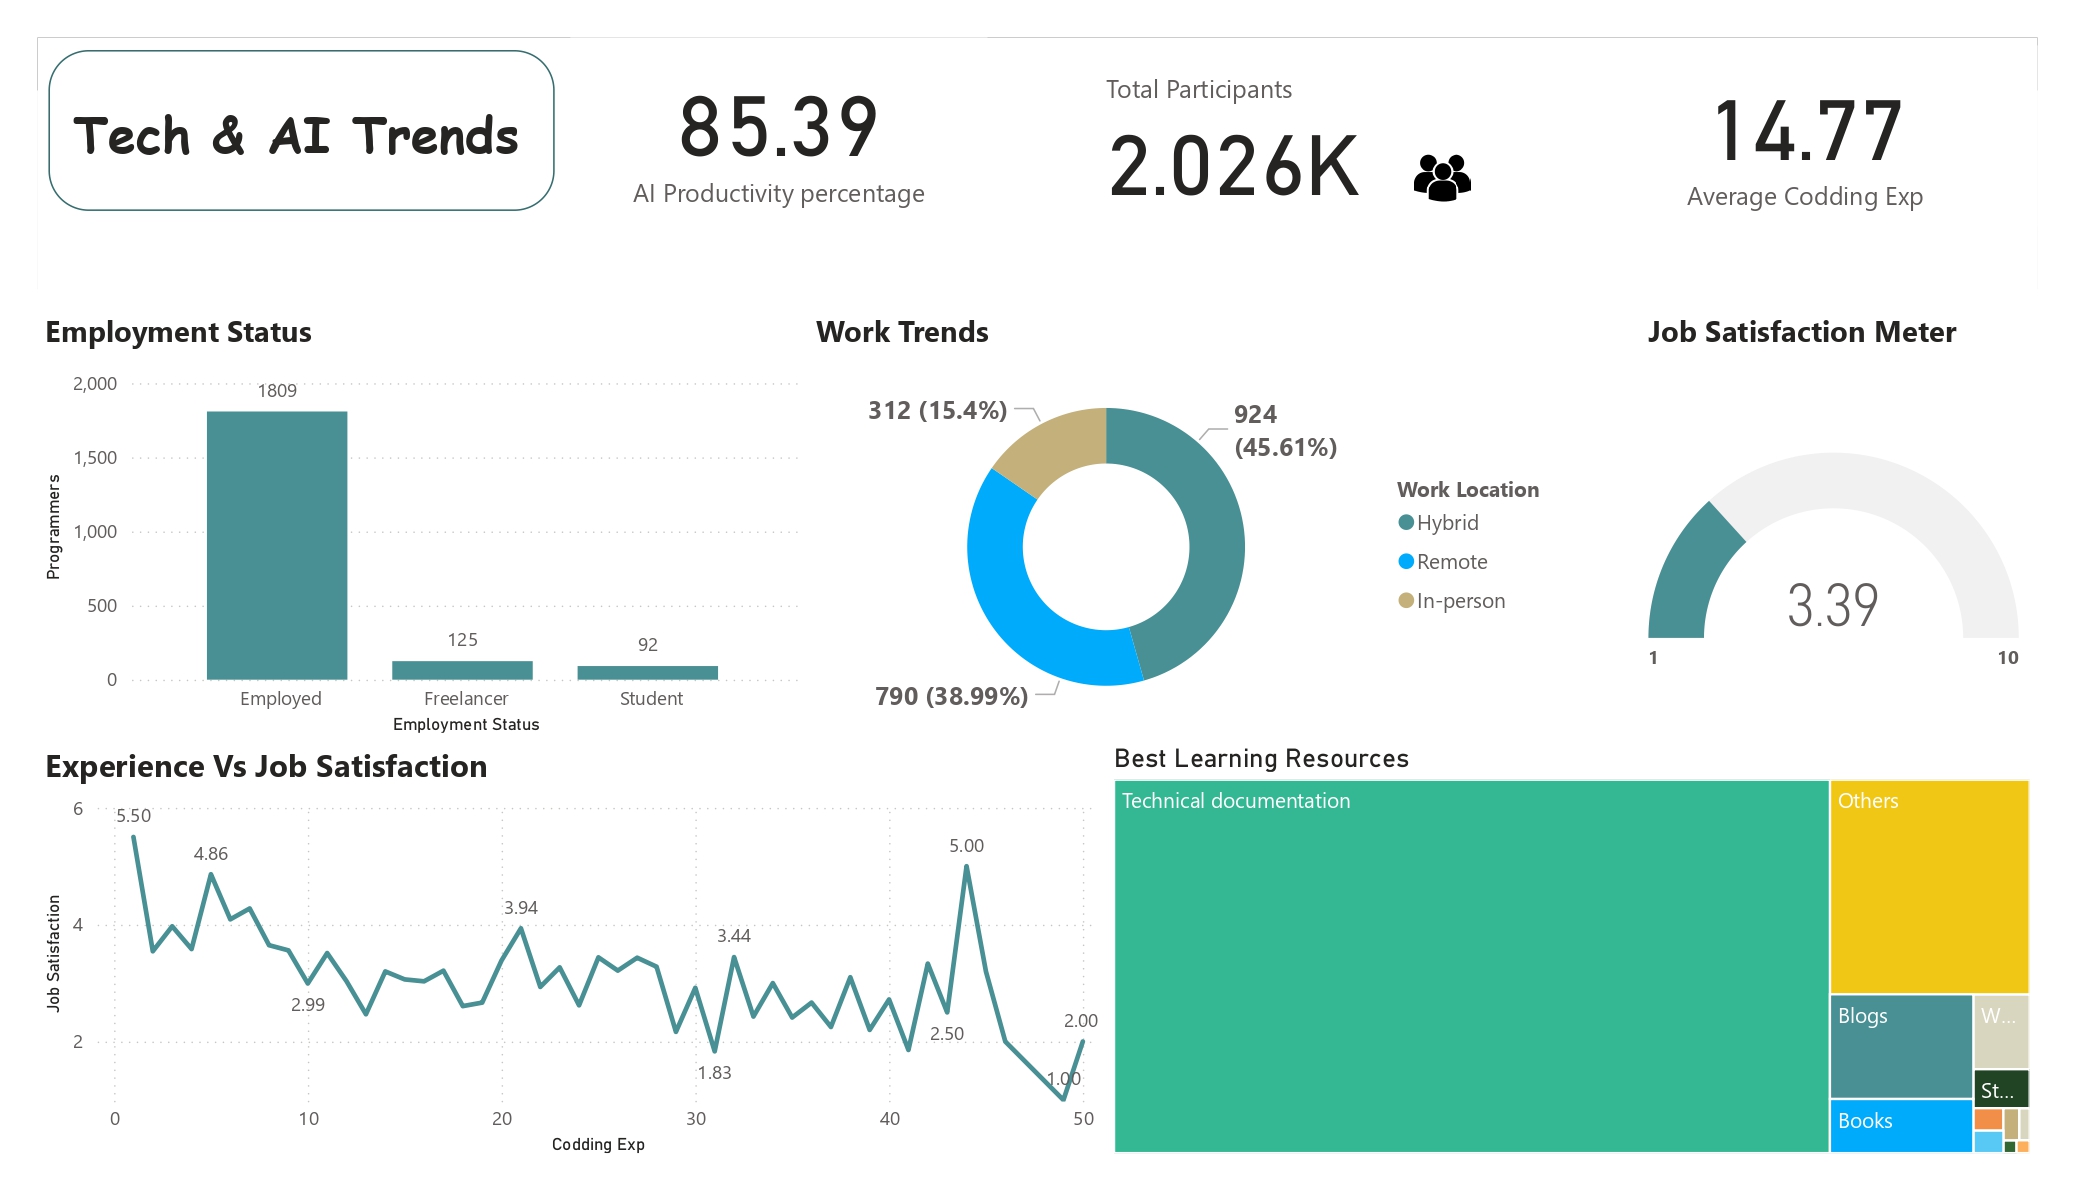 Tech & AI Trends
85.39
AI Productivity percentage
Total Participants
2.026K
14.77
Average Codding Exp
Employment Status
2,000
1,500
1,000
500
0
Programmers
1809
125
92
Employed
Freelancer
Student
Employment Status
Work Trends
312 (15.4%)
924
(45.61%)
790 (38.99%)
Work Location
Hybrid
Remote
In-person
Job Satisfaction Meter
3.39
1
10
Experience Vs Job Satisfaction
6
4
2
Job Satisfaction
5.50
4.86
2.99
3.94
1.83
3.44
2.50
5.00
1.00
2.00
0
10
20
30
40
50
Codding Exp
Best Learning Resources
Technical documentation
Others
Blogs
W...
St...
Books